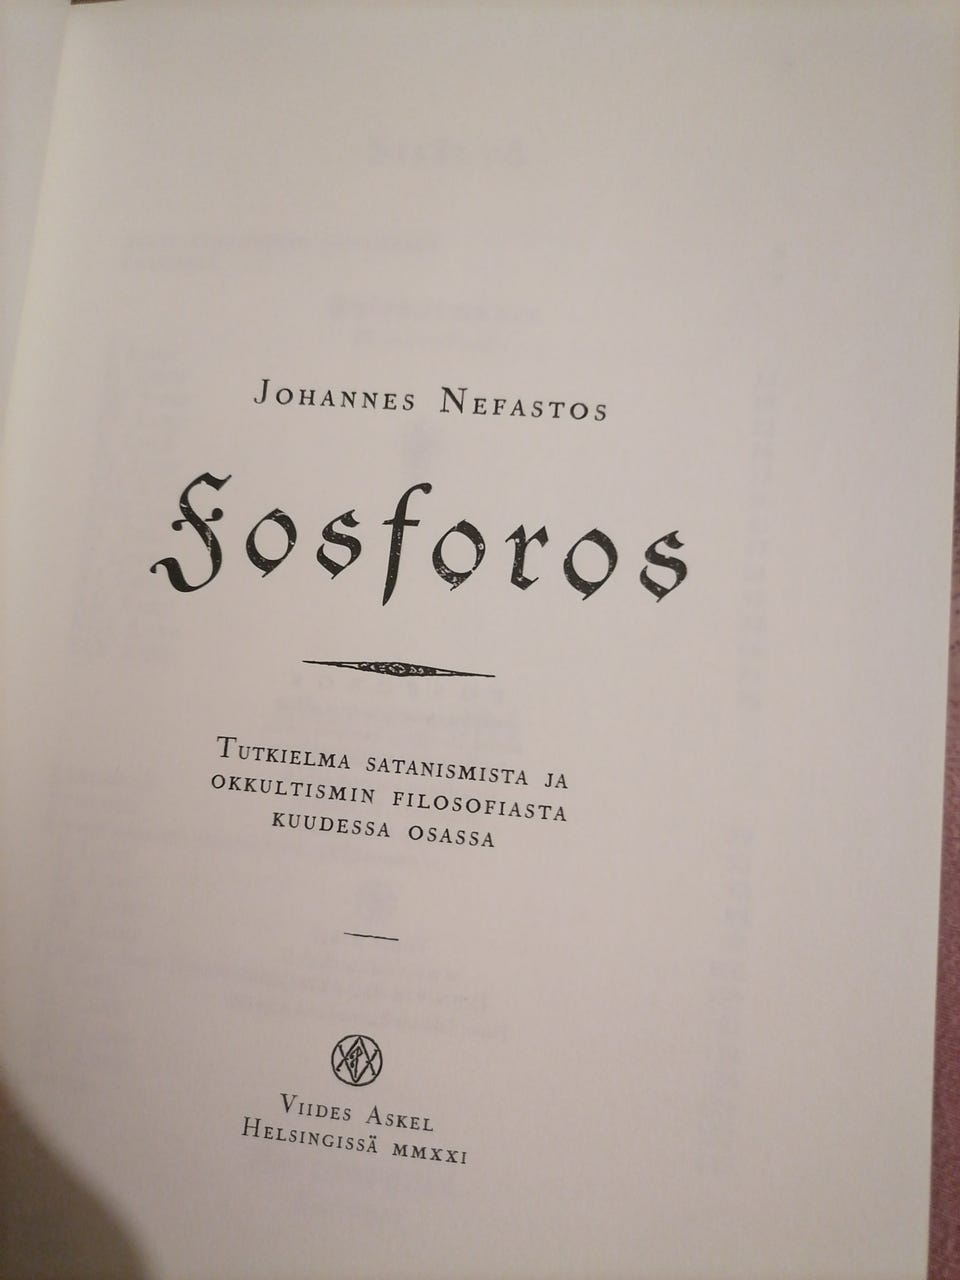 Johannes Nefastos
Fosforos
Tutkielma satanismista ja
okkultismin filosofiasta
kuudessa osassa
Viides Askel
Helsingissä MMXXI